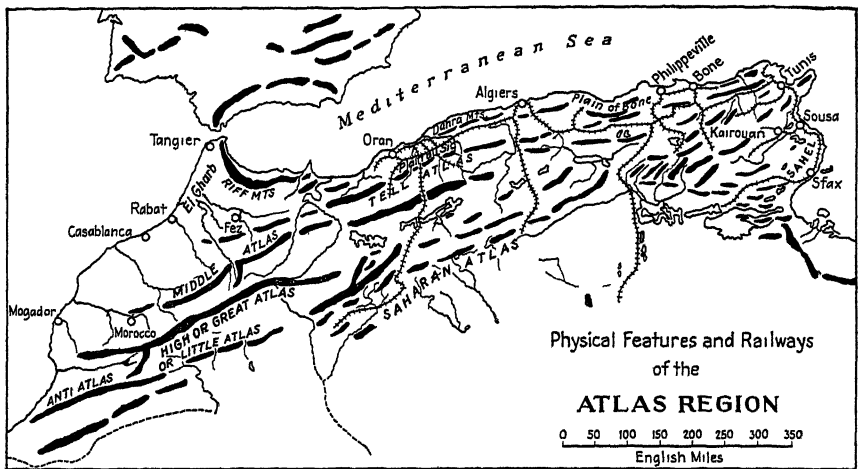 Mediterranean Sea
Philippeville
Bone
Tunis
Algiers
Plain of Bone
Dahra Mts.
Sousa
Oran
Plain of Sig
Kairouan
Tangier
SAHEL
RIFF MTS
TELL ATLAS
Sfax
El Gharb
Rabat
Fez
Casablanca
MIDDLE ATLAS
SAHARAN ATLAS
Mogador
Morocco
HIGH OR GREAT ATLAS
OR LITTLE ATLAS
ANTI ATLAS
Physical Features and Railways
of the
ATLAS REGION
0 50 100 150 200 250 300 350
English Miles